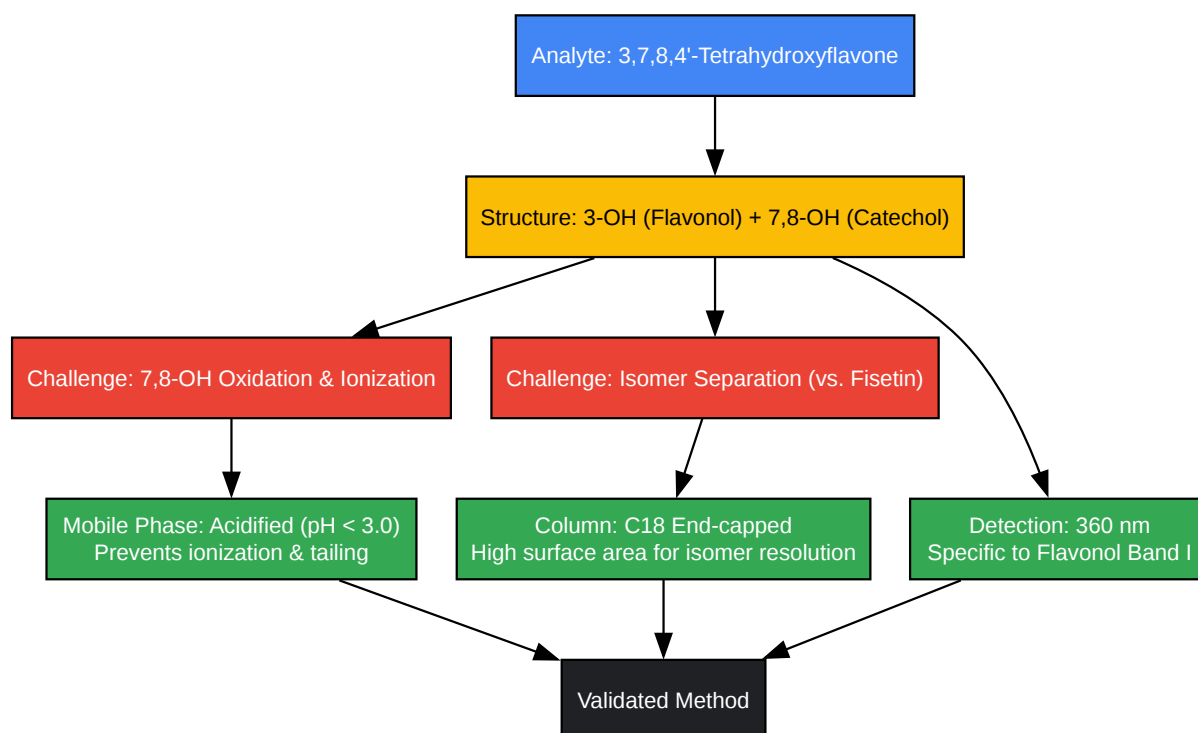 Analyte: 3,7,8,4'-Tetrahydroxyflavone
Structure: 3-OH (Flavonol) + 7,8-OH (Catechol)
Challenge: 7,8-OH Oxidation & Ionization
Challenge: Isomer Separation (vs. Fisetin)
Mobile Phase: Acidified (pH < 3.0)
Prevents ionization & tailing
Column: C18 End-capped
High surface area for isomer resolution
Detection: 360 nm
Specific to Flavonol Band I
Validated Method